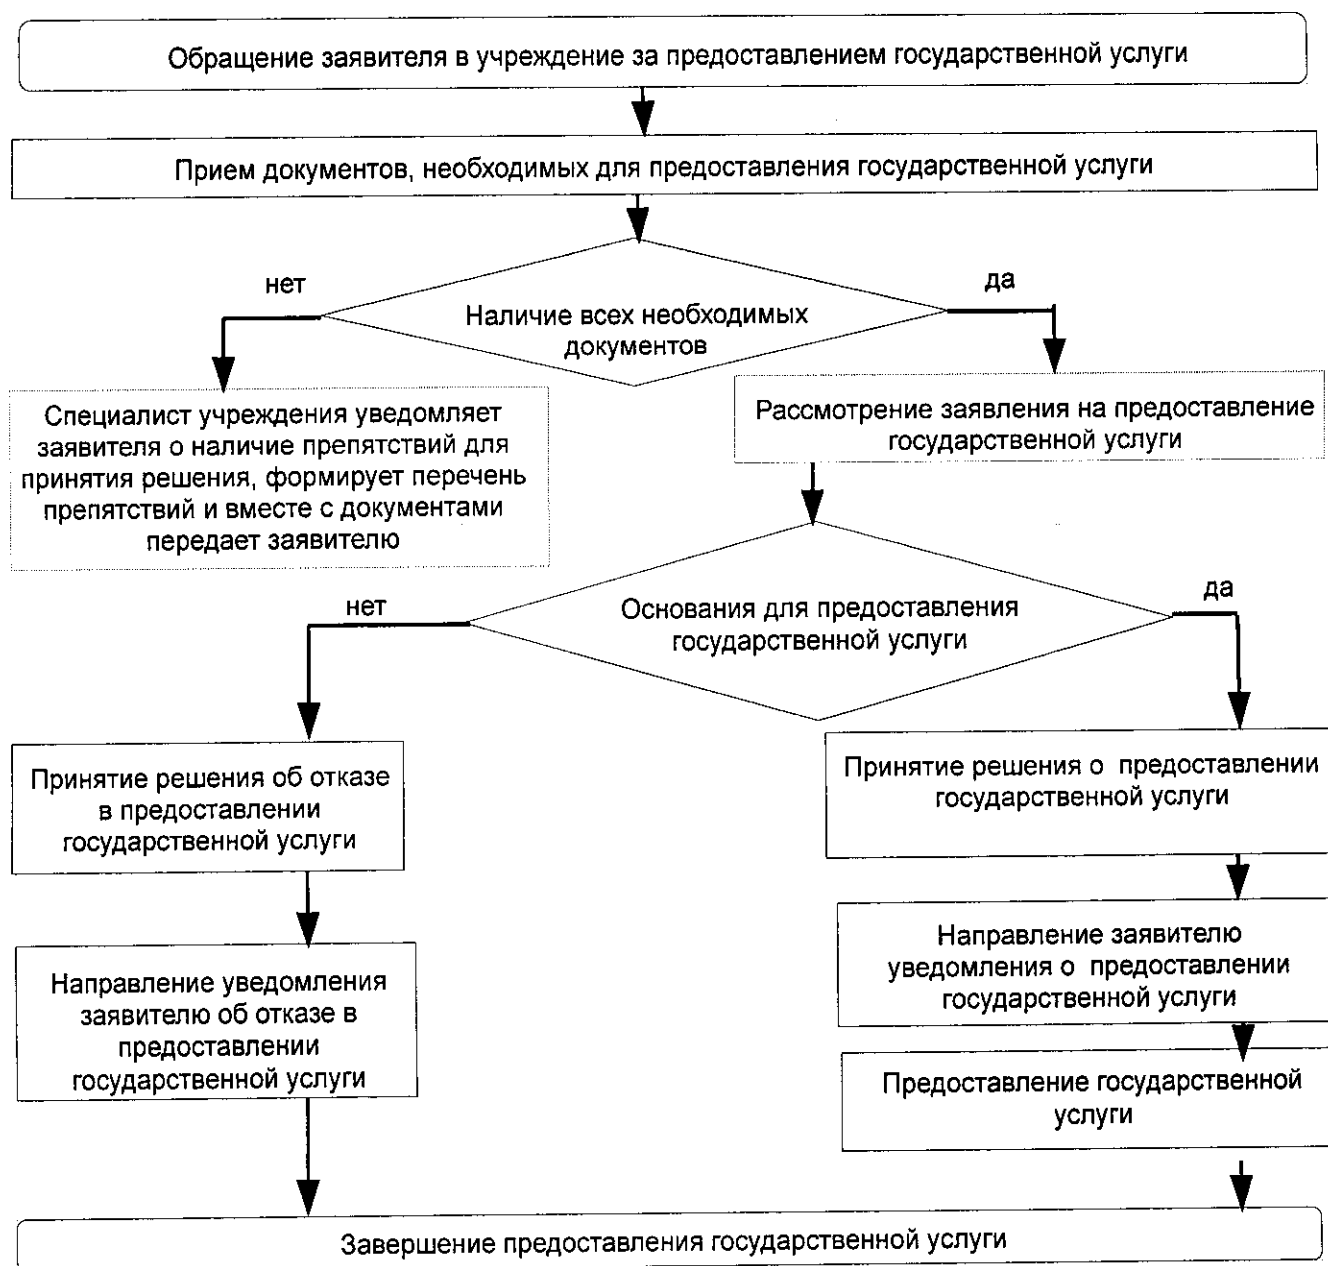 Обращение заявителя в учреждение за предоставлением государственной услуги
Прием документов, необходимых для предоставления государственной услуги
нет
да
Наличие всех необходимых
документов
Специалист учреждения уведомляет
заявителя о наличие препятствий для
принятия решения, формирует перечень
препятствий и вместе с документами
передает заявителю
Рассмотрение заявления на предоставление
государственной услуги
нет
да
Основания для предоставления
государственной услуги
Принятие решения об отказе
в предоставлении
государственной услуги
Принятие решения о предоставлении
государственной услуги
Направление уведомления
заявителю об отказе в
предоставлении
государственной услуги
Направление заявителю
уведомления о предоставлении
государственной услуги
Предоставление государственной
услуги
Завершение предоставления государственной услуги